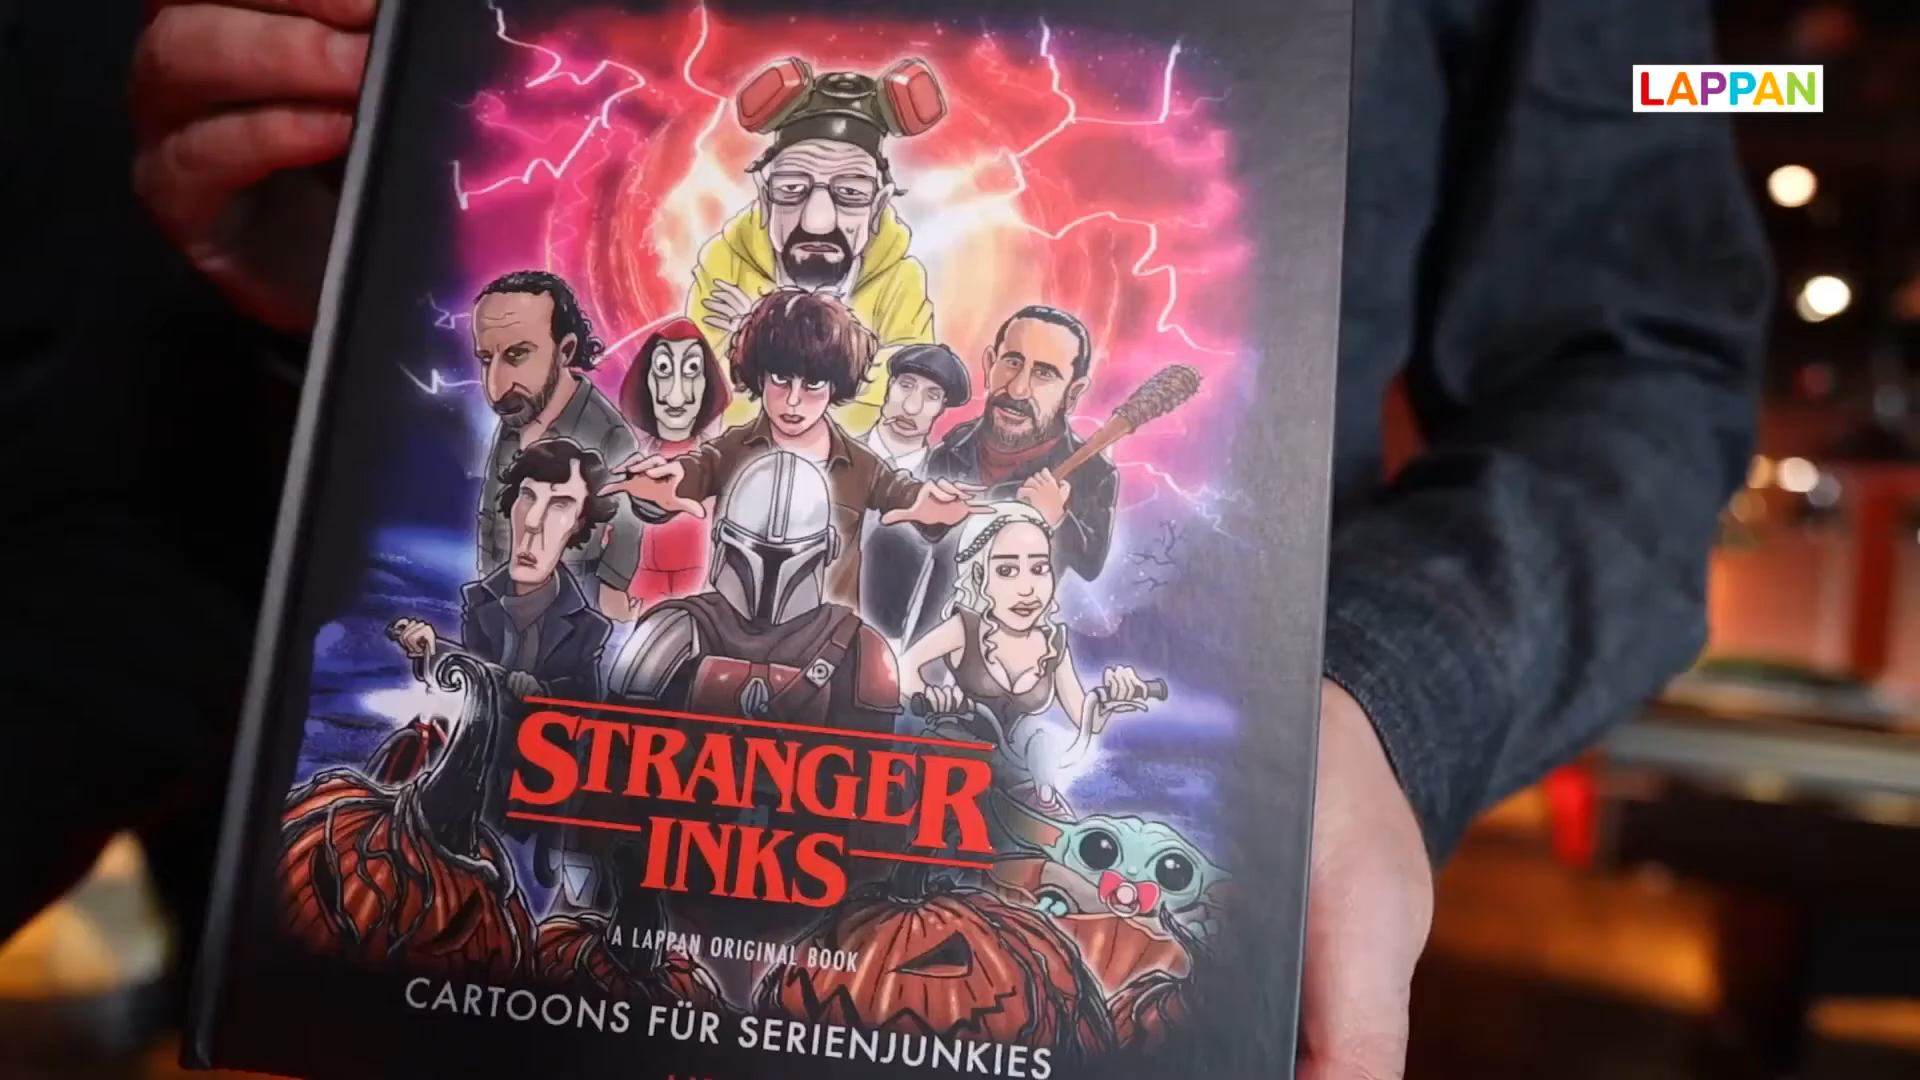 LAPPAN
STRANGER
INKS
A LAPPAN ORIGINAL BOOK
CARTOONS FÜR SERIENJUNKIES